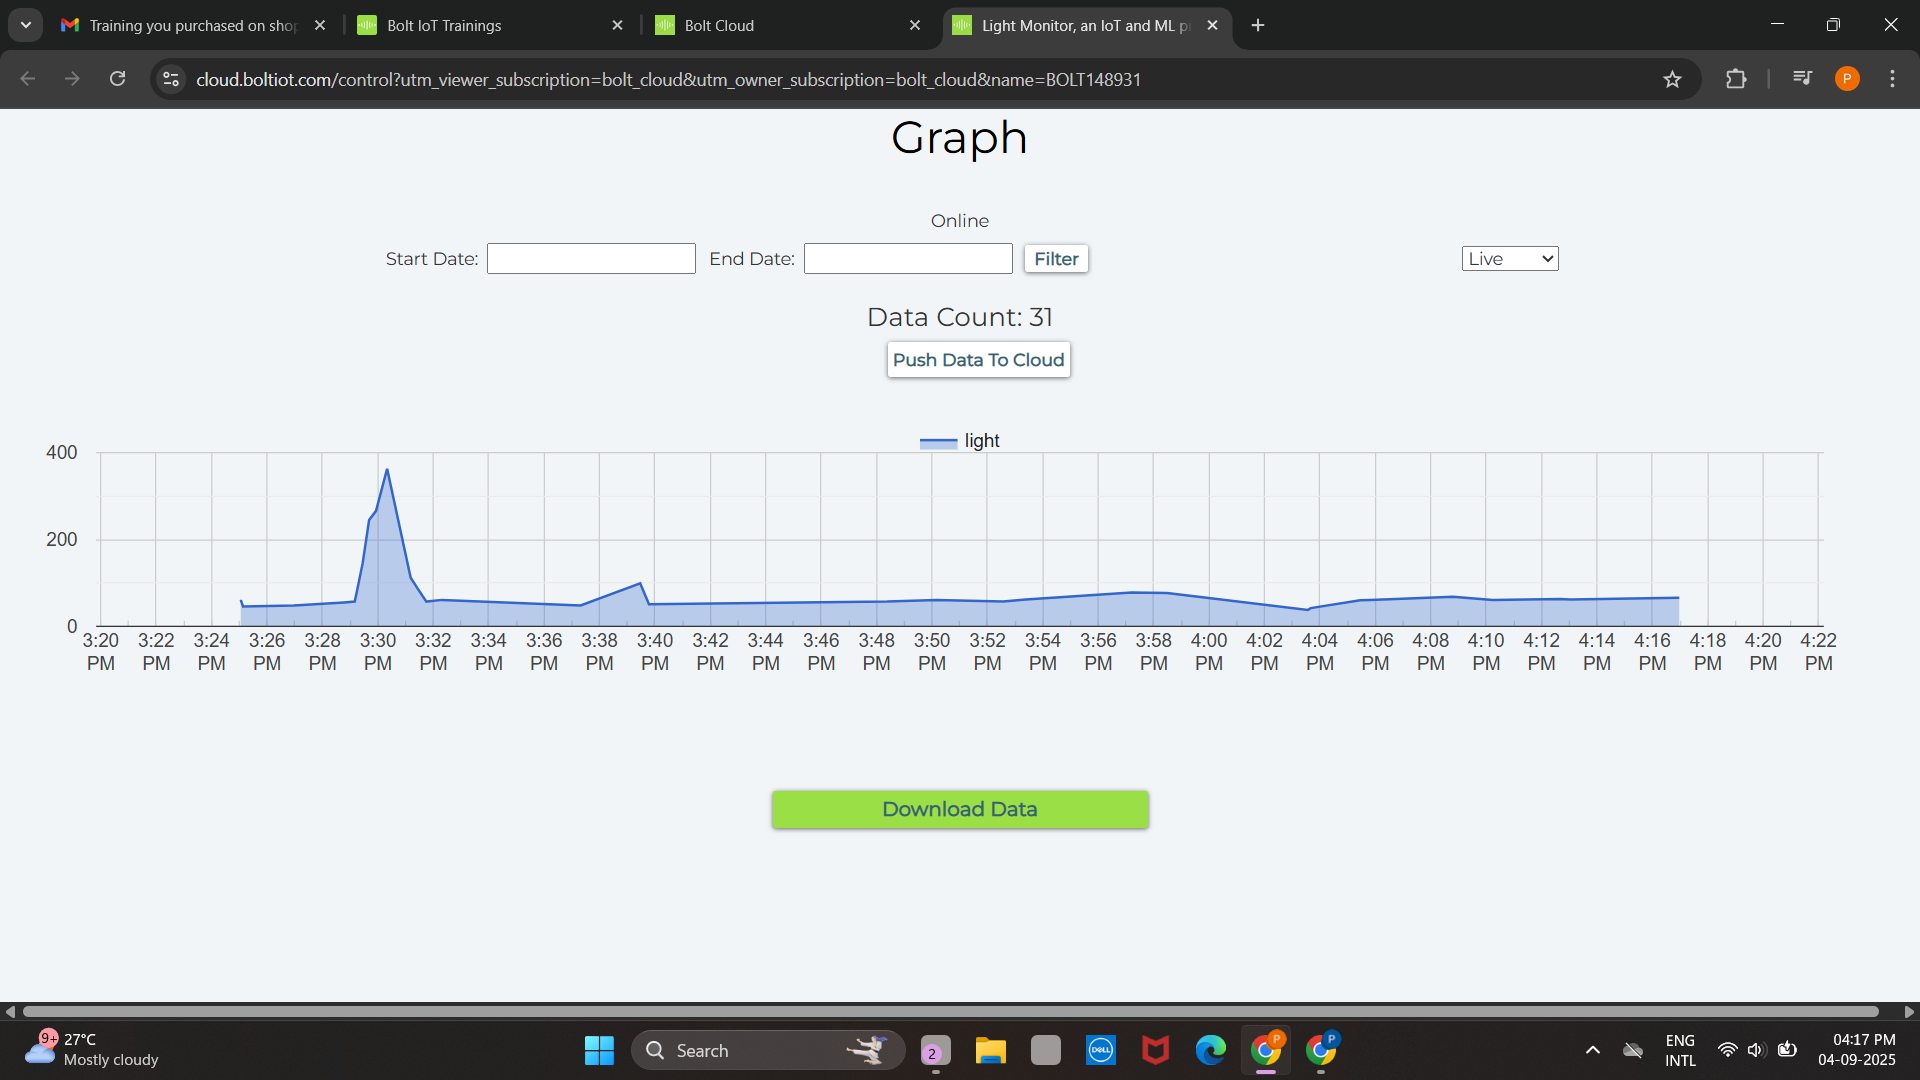 Training you purchased on shop
Bolt IoT Trainings
Bolt Cloud
Light Monitor, an IoT and ML p
cloud.boltiot.com/control?utm_viewer_subscription=bolt_cloud&utm_owner_subscription=bolt_cloud&name=BOLT148931
P
Graph
Online
Start Date: End Date: Filter Live
Data Count: 31
Push Data To Cloud
light
400
200
0
3:20 PM 3:22 PM 3:24 PM 3:26 PM 3:28 PM 3:30 PM 3:32 PM 3:34 PM 3:36 PM 3:38 PM 3:40 PM 3:42 PM 3:44 PM 3:46 PM 3:48 PM 3:50 PM 3:52 PM 3:54 PM 3:56 PM 3:58 PM 4:00 PM 4:02 PM 4:04 PM 4:06 PM 4:08 PM 4:10 PM 4:12 PM 4:14 PM 4:16 PM 4:18 PM 4:20 PM 4:22 PM
Download Data
9+ 27°C
Mostly cloudy
Search
2
DELL
P
P
ENG
INTL
04:17 PM
04-09-2025